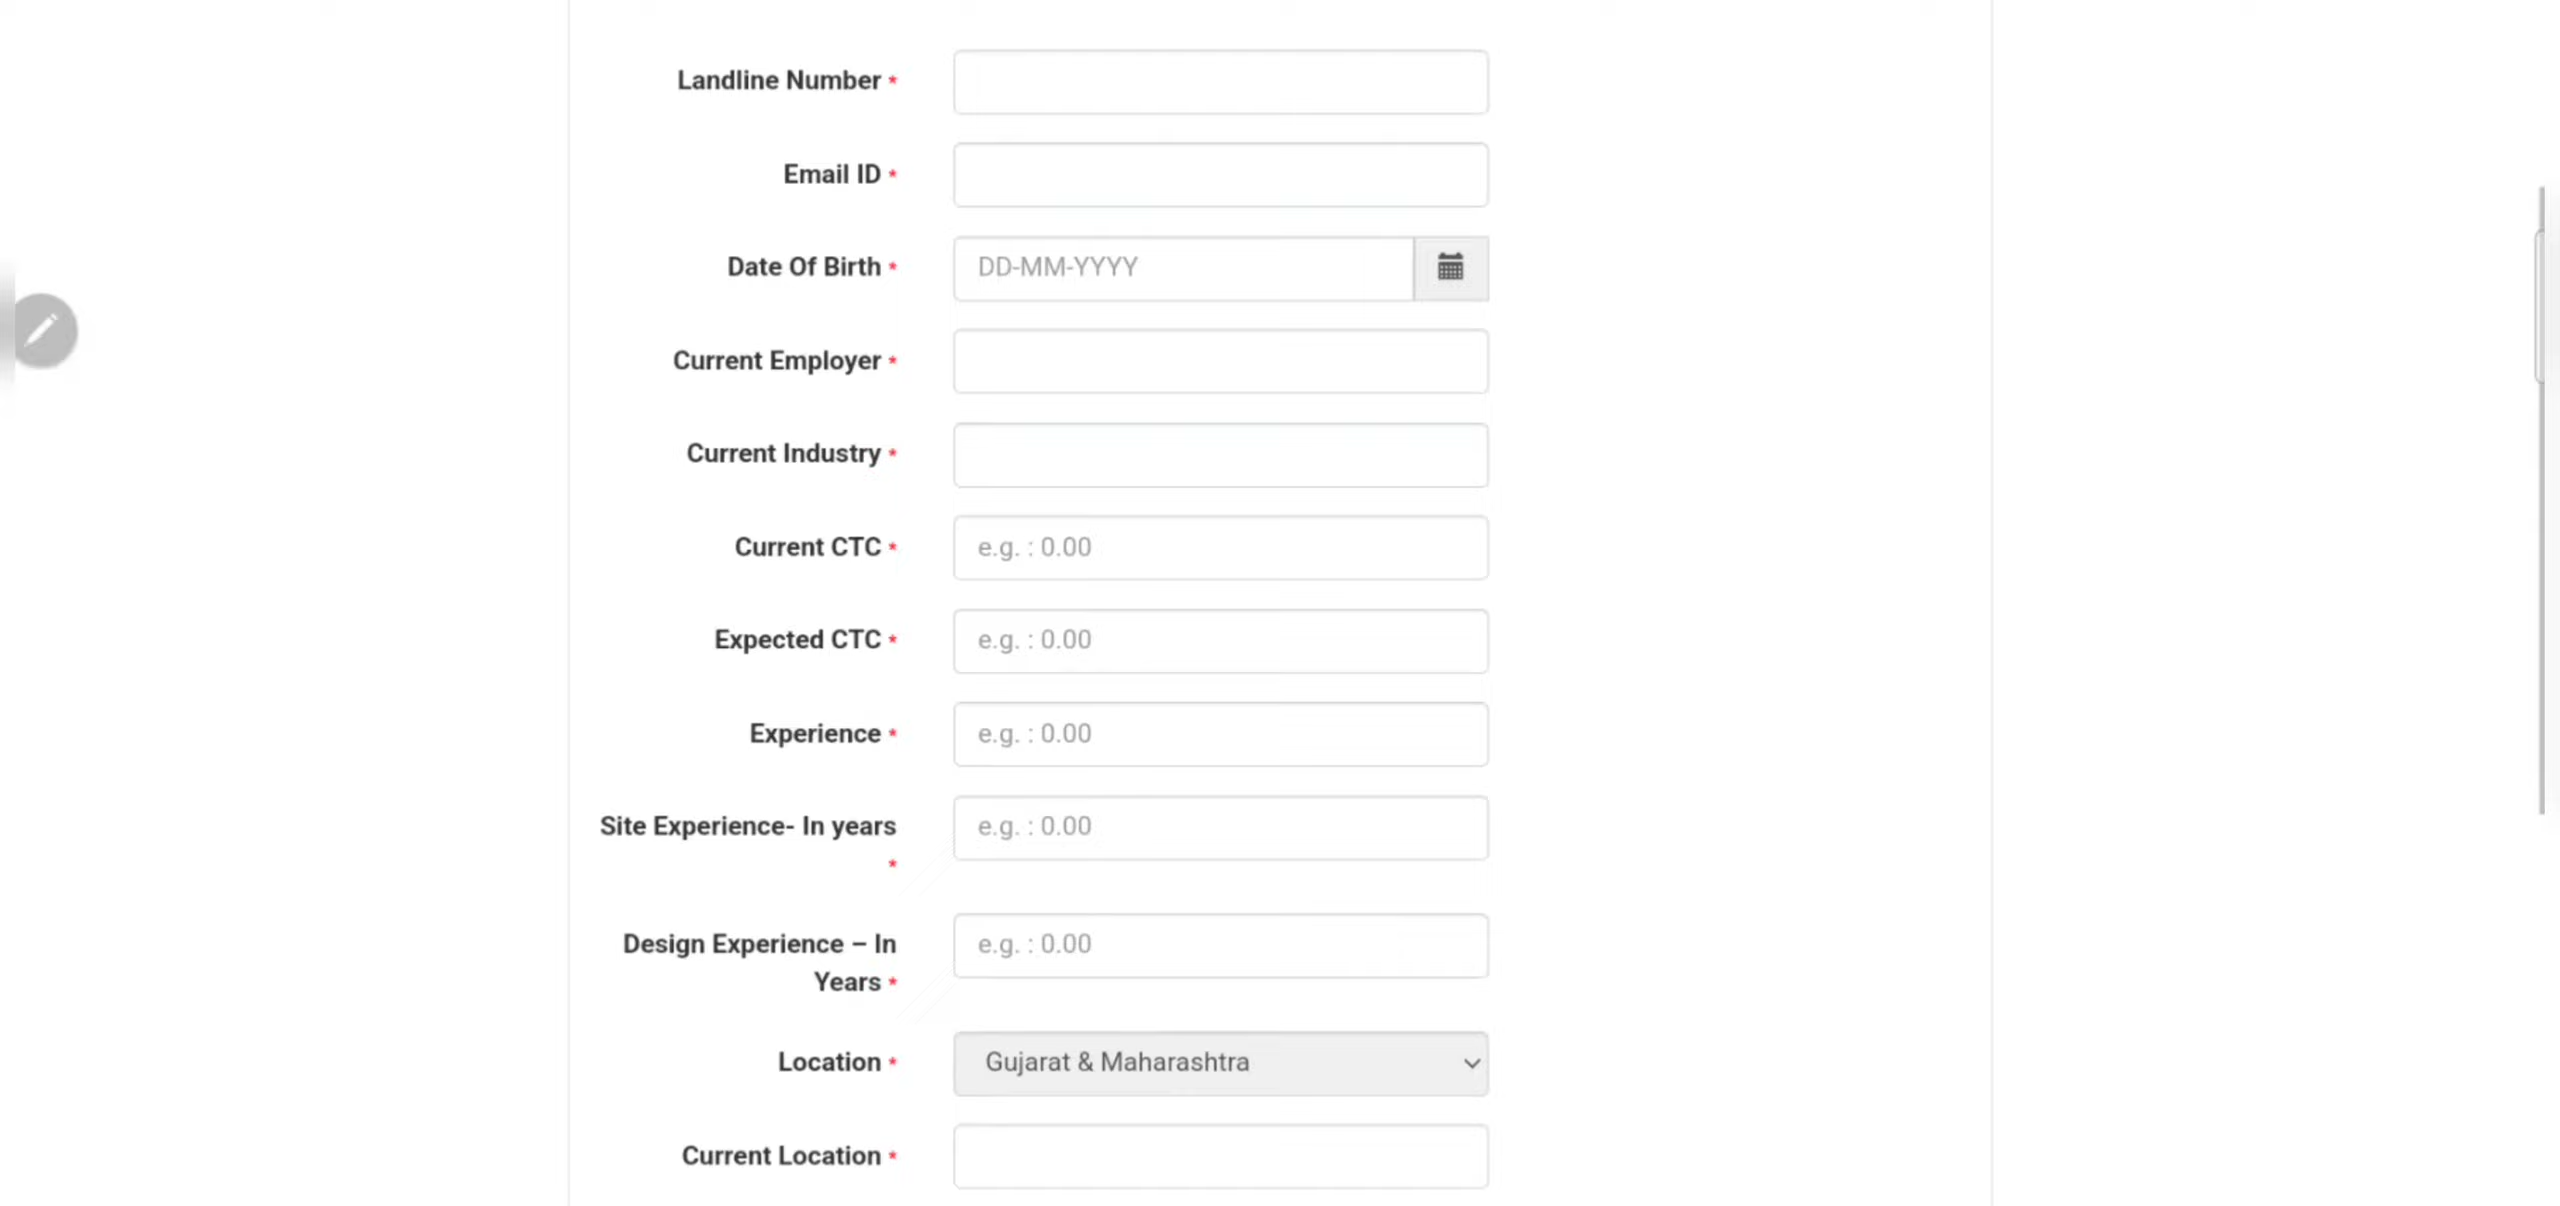 Landline Number *
Email ID *
Date Of Birth * DD-MM-YYYY
Current Employer *
Current Industry *
Current CTC * e.g. : 0.00
Expected CTC * e.g. : 0.00
Experience * e.g. : 0.00
Site Experience- In years e.g. : 0.00
*
Design Experience – In e.g. : 0.00
Years *
Location * Gujarat & Maharashtra
Current Location *